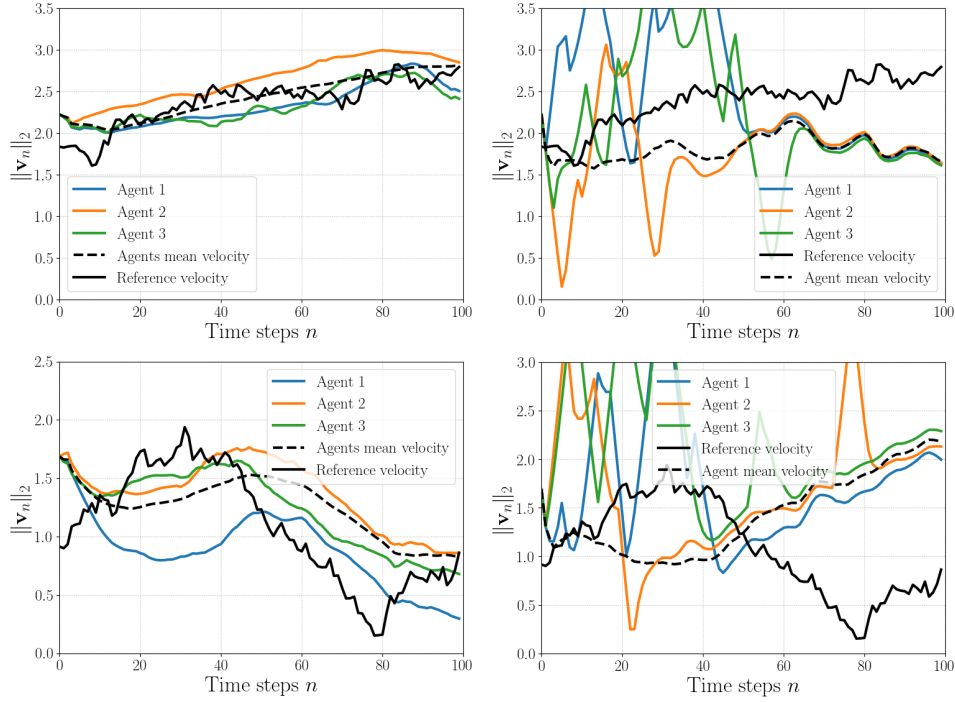 3.5
3.0
2.5
2.0
1.5
1.0
0.5
0.0
‖v_n‖₂
0 20 40 60 80 100
Time steps n
Agent 1
Agent 2
Agent 3
Agents mean velocity
Reference velocity
3.5
3.0
2.5
2.0
1.5
1.0
0.5
0.0
‖v_n‖₂
0 20 40 60 80 100
Time steps n
Agent 1
Agent 2
Agent 3
Reference velocity
Agent mean velocity
2.5
2.0
1.5
1.0
0.5
0.0
‖v_n‖₂
0 20 40 60 80 100
Time steps n
Agent 1
Agent 2
Agent 3
Agents mean velocity
Reference velocity
3.0
2.5
2.0
1.5
1.0
0.5
0.0
‖v_n‖₂
0 20 40 60 80 100
Time steps n
Agent 1
Agent 2
Agent 3
Reference velocity
Agent mean velocity